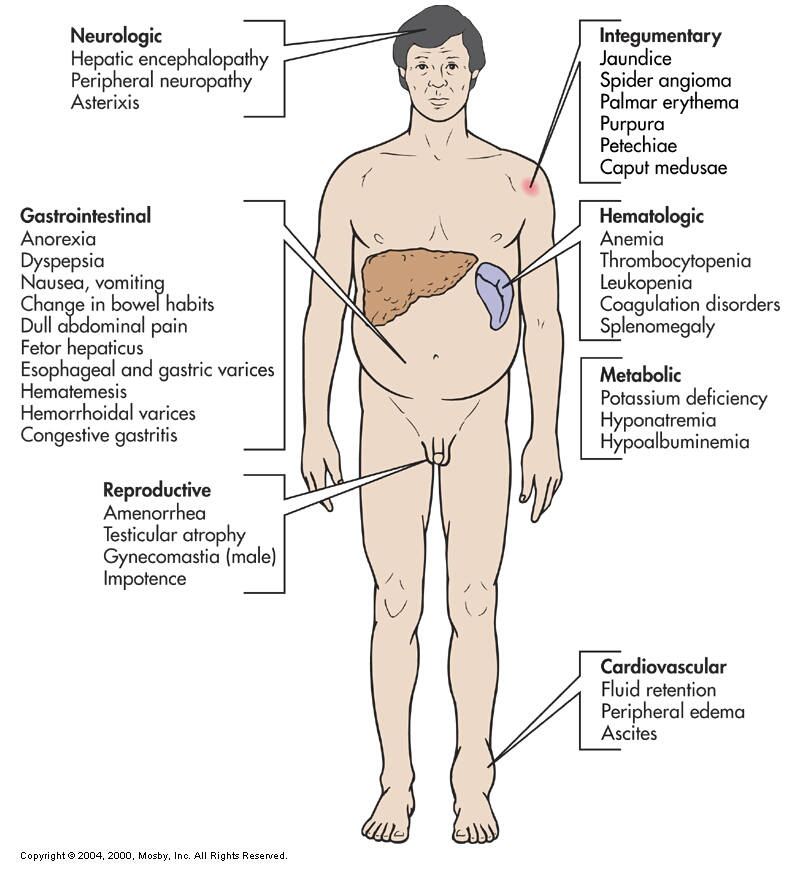 Neurologic
Hepatic encephalopathy
Peripheral neuropathy
Asterixis
Integumentary
Jaundice
Spider angioma
Palmar erythema
Purpura
Petechiae
Caput medusae
Gastrointestinal
Anorexia
Dyspepsia
Nausea, vomiting
Change in bowel habits
Dull abdominal pain
Fetor hepaticus
Esophageal and gastric varices
Hematemesis
Hemorrhoidal varices
Congestive gastritis
Hematologic
Anemia
Thrombocytopenia
Leukopenia
Coagulation disorders
Splenomegaly
Metabolic
Potassium deficiency
Hyponatremia
Hypoalbuminemia
Reproductive
Amenorrhea
Testicular atrophy
Gynecomastia (male)
Impotence
Cardiovascular
Fluid retention
Peripheral edema
Ascites
Copyright © 2004, 2000, Mosby, Inc. All Rights Reserved.